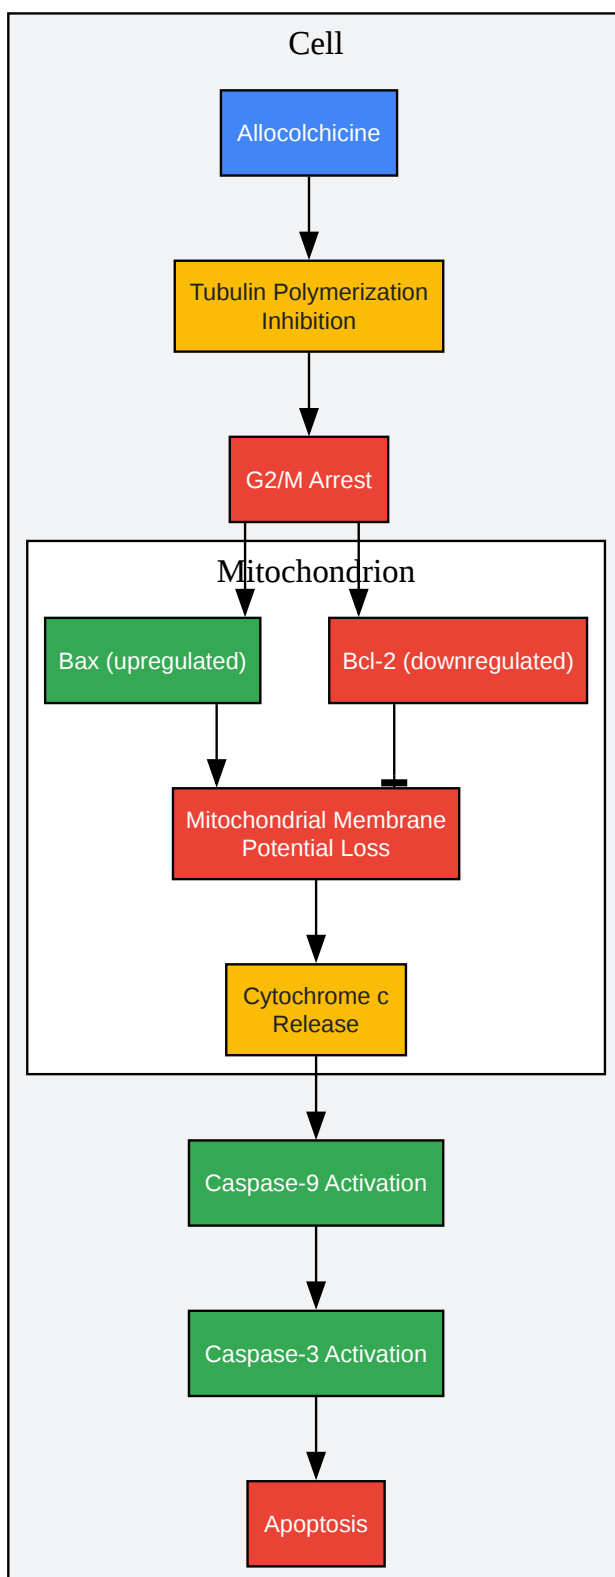 Cell
Allocolchicine
Tubulin Polymerization
Inhibition
G2/M Arrest
Mitochondrion
Bax (upregulated)
Bcl-2 (downregulated)
Mitochondrial Membrane
Potential Loss
Cytochrome c
Release
Caspase-9 Activation
Caspase-3 Activation
Apoptosis